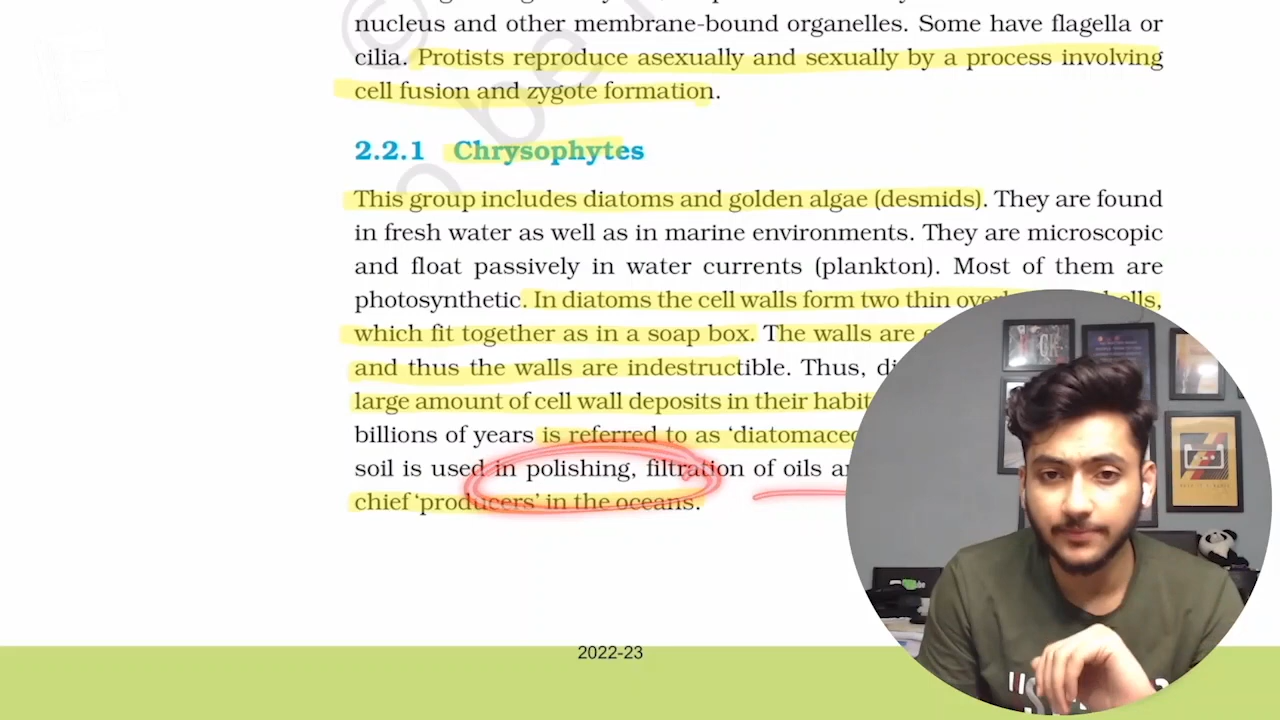 nucleus and other membrane-bound organelles. Some have flagella or
cilia. Protists reproduce asexually and sexually by a process involving
cell fusion and zygote formation.
2.2.1 Chrysophytes
This group includes diatoms and golden algae (desmids). They are found
in fresh water as well as in marine environments. They are microscopic
and float passively in water currents (plankton). Most of them are
photosynthetic. In diatoms the cell walls form two thin
which fit together as in a soap box. The walls are
and thus the walls are indestructible. Thus,
large amount of cell wall deposits in their
billions of years is referred to as
soil is used in polishing, filtration of oils
chief ‘producers’ in the oceans.
2022-23